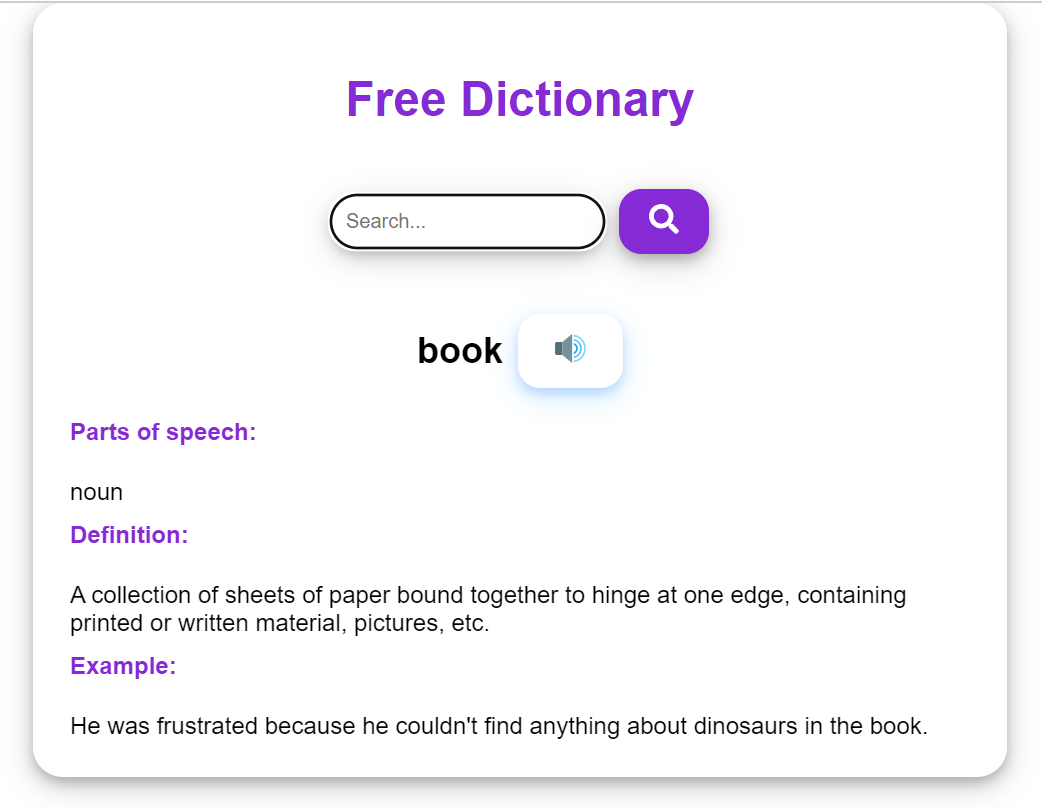 Free Dictionary
Search...
book
Parts of speech:
noun
Definition:
A collection of sheets of paper bound together to hinge at one edge, containing
printed or written material, pictures, etc.
Example:
He was frustrated because he couldn't find anything about dinosaurs in the book.